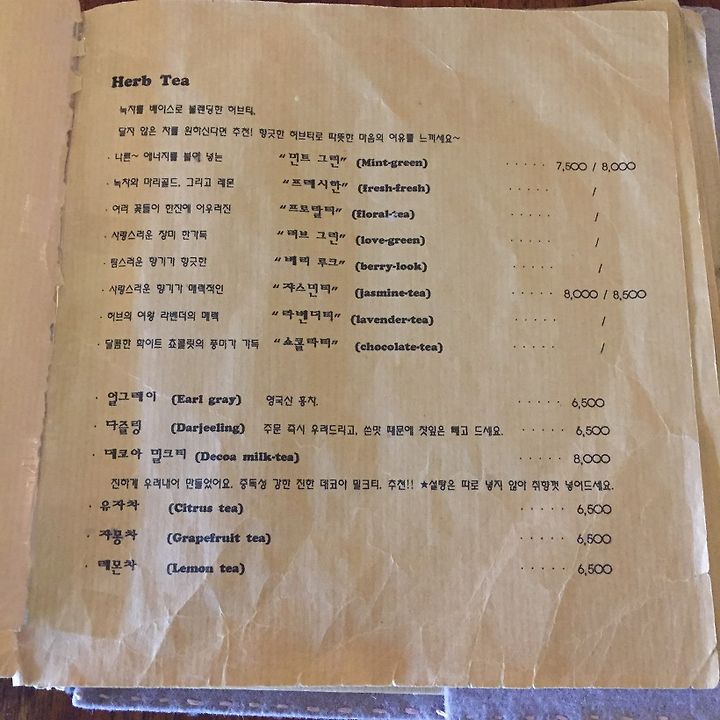 Herb Tea
녹차를 베이스로 블렌딩한 허브티.
달지 않은 차를 원하신다면 추천! 향긋한 허브티로 따뜻한 마음의 여유를 느끼세요~
· 나른~ 에너지를 불어 넣는 "민트 그린" (Mint-green) ····· 7,500 / 8,000
· 녹차와 마리골드, 그리고 레몬 "프레시한" (fresh-fresh) ····· /
· 여러 꽃들이 한잔에 어우러진 "프로랄티" (floral-tea) ····· /
· 사랑스러운 장미 한가득 "러브 그린" (love-green) ····· /
· 탐스러운 향기가 향긋한 "베리 루크" (berry-look) ····· /
· 사랑스러운 향기가 매력적인 "쟈스민티" (jasmine-tea) ····· 8,000 / 8,500
· 허브의 여왕 라벤더의 매력 "라벤더티" (lavender-tea) ····· /
· 달콤한 화이트 쵸콜릿의 풍미가 가득 "쇼콜라티" (chocolate-tea) ····· /
· 얼그레이 (Earl gray) 영국산 홍차. ····· 6,500
· 다즐링 (Darjeeling) 주문 즉시 우려드리고, 쓴맛 때문에 찻잎은 빼고 드세요. ····· 6,500
· 데코아 밀크티 (Decoa milk-tea) ····· 8,000
진하게 우려내어 만들었어요. 중독성 강한 진한 데코아 밀크티. 추천!! ★설탕은 따로 넣지 않아 취향껏 넣어드세요.
· 유자차 (Citrus tea) ····· 6,500
· 자몽차 (Grapefruit tea) ····· 6,500
· 레몬차 (Lemon tea) ····· 6,500